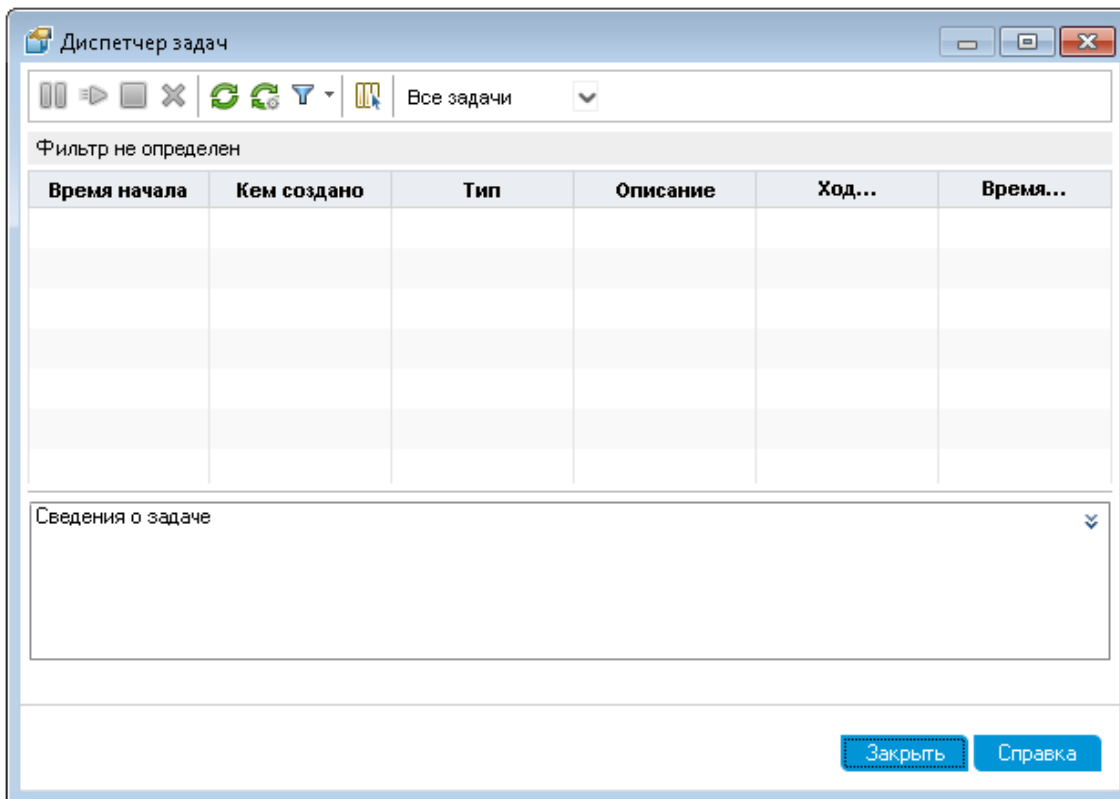 Диспетчер задач
Все задачи
Фильтр не определен
Время начала Кем создано Тип Описание Ход... Время...
Сведения о задаче
Закрыть Справка